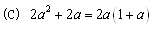 (C)  2a² + 2a = 2a(1 + a)